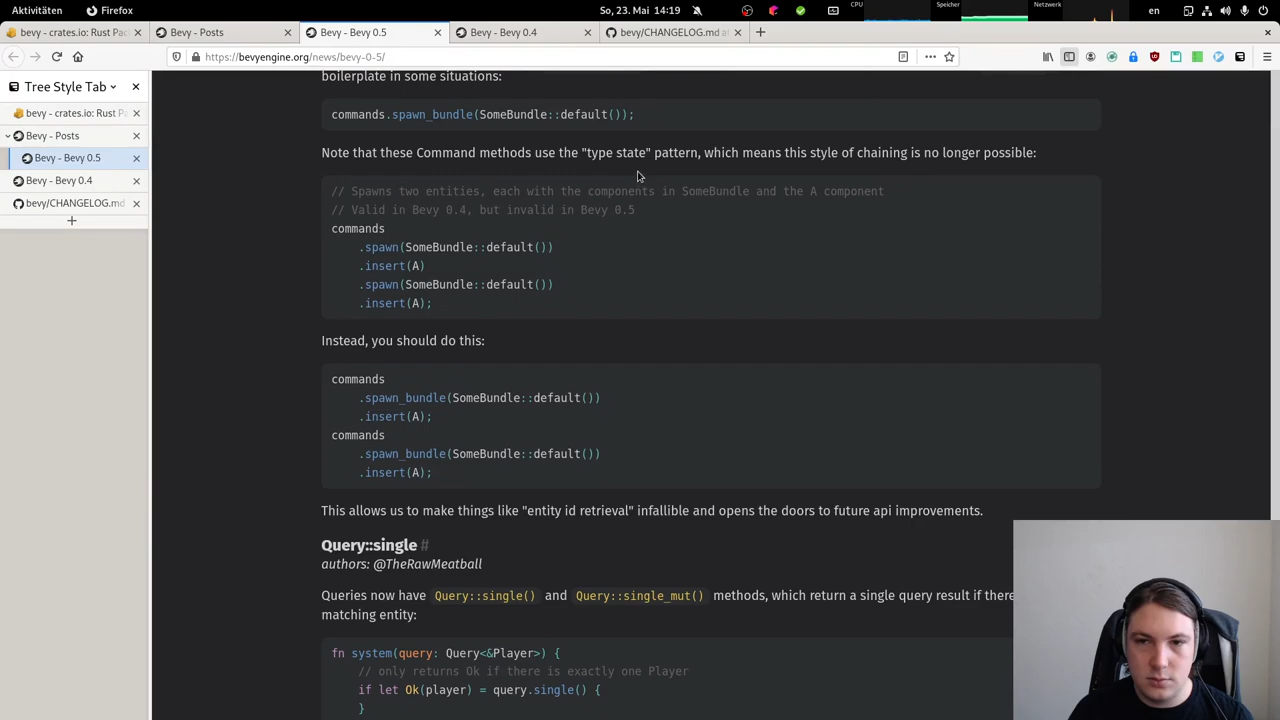 Aktivitäten
Firefox
So, 23. Mai 14:19
CPU
Speicher
Netzwerk
en
bevy - crates.io: Rust Pac
Bevy - Posts
Bevy - Bevy 0.5
Bevy - Bevy 0.4
bevy/CHANGELOG.md at
https://bevyengine.org/news/bevy-0-5/
Tree Style Tab
bevy - crates.io: Rust Pa
Bevy - Posts
Bevy - Bevy 0.5
Bevy - Bevy 0.4
bevy/CHANGELOG.md
boilerplate in some situations:
commands.spawn_bundle(SomeBundle::default());
Note that these Command methods use the "type state" pattern, which means this style of chaining is no longer possible:
// Spawns two entities, each with the components in SomeBundle and the A component
// Valid in Bevy 0.4, but invalid in Bevy 0.5
commands
.spawn(SomeBundle::default())
.insert(A)
.spawn(SomeBundle::default())
.insert(A);
Instead, you should do this:
commands
.spawn_bundle(SomeBundle::default())
.insert(A);
commands
.spawn_bundle(SomeBundle::default())
.insert(A);
This allows us to make things like "entity id retrieval" infallible and opens the doors to future api improvements.
Query::single #
authors: @TheRawMeatball
Queries now have Query::single() and Query::single_mut() methods, which return a single query result if there
matching entity:
fn system(query: Query<&Player>) {
// only returns Ok if there is exactly one Player
if let Ok(player) = query.single() {
}